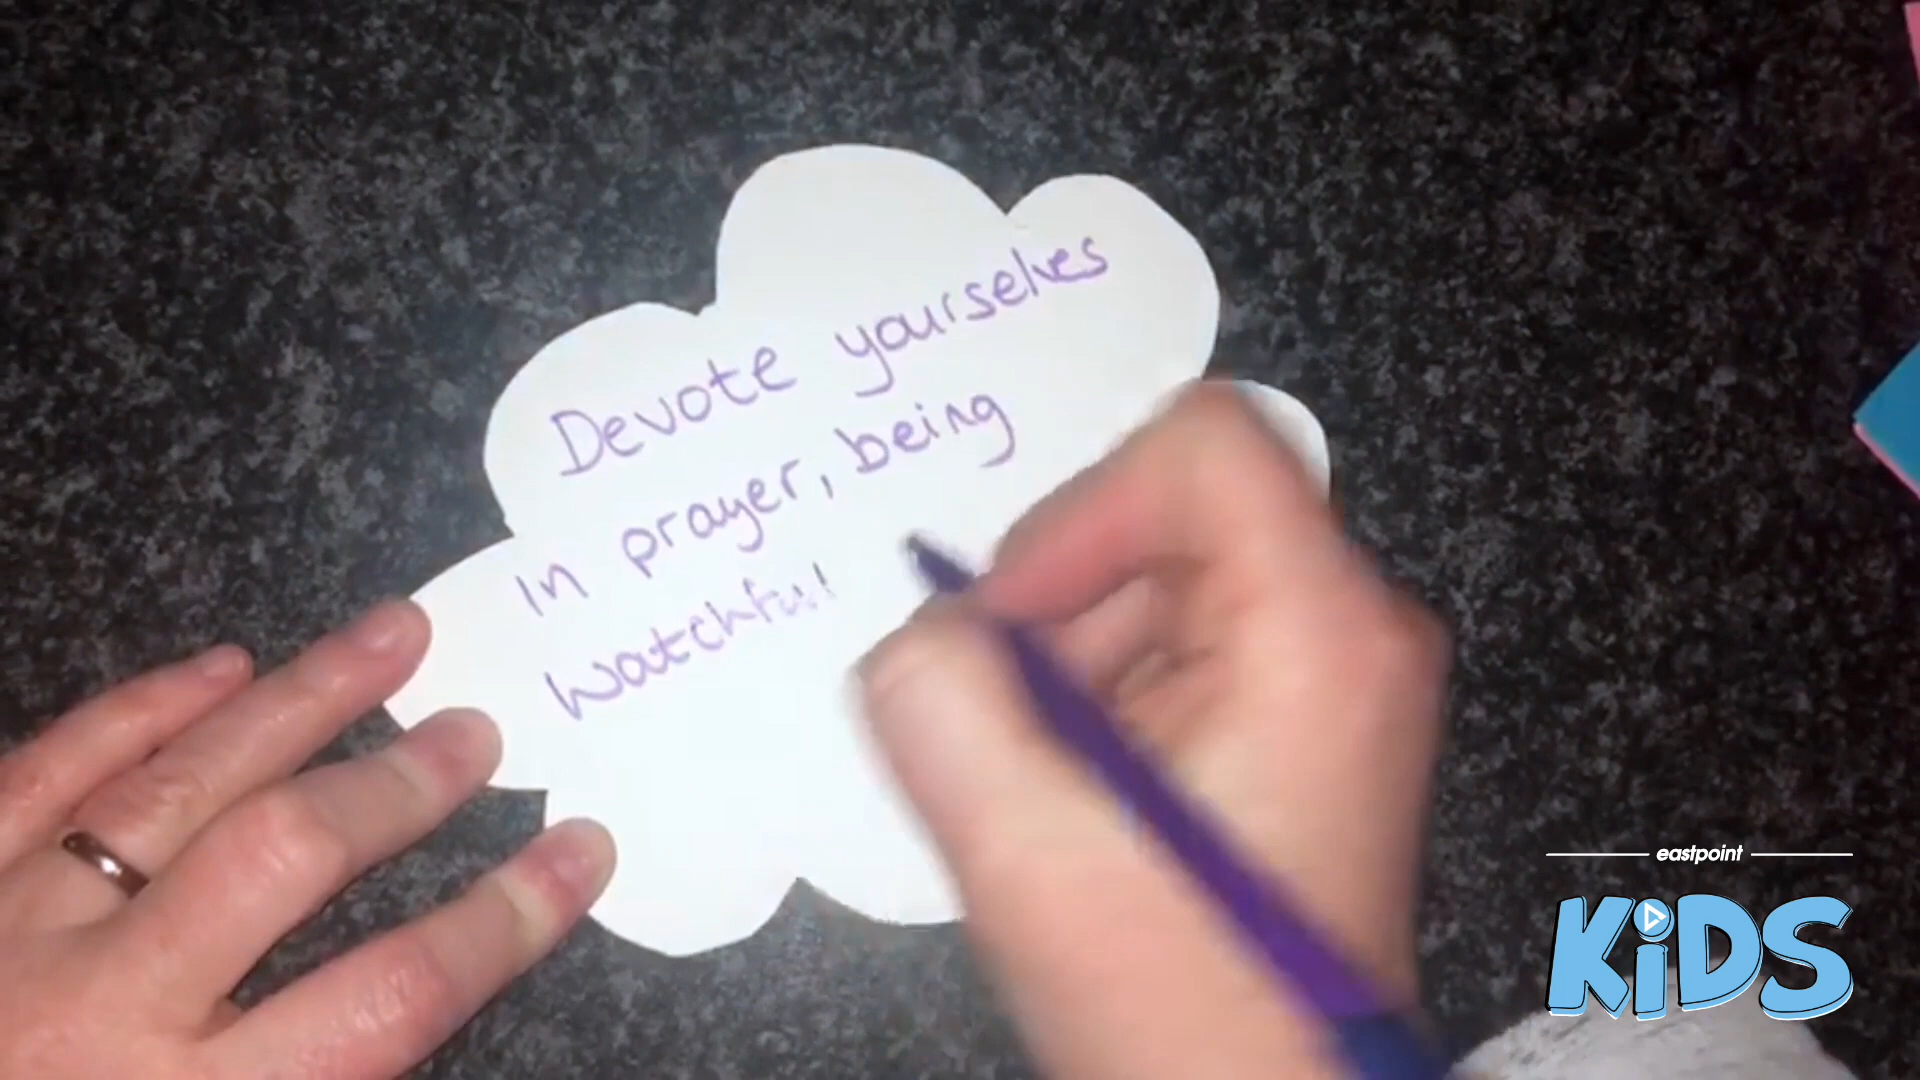 Devote yourselves
In prayer, being
watchful
eastpoint
KiDS